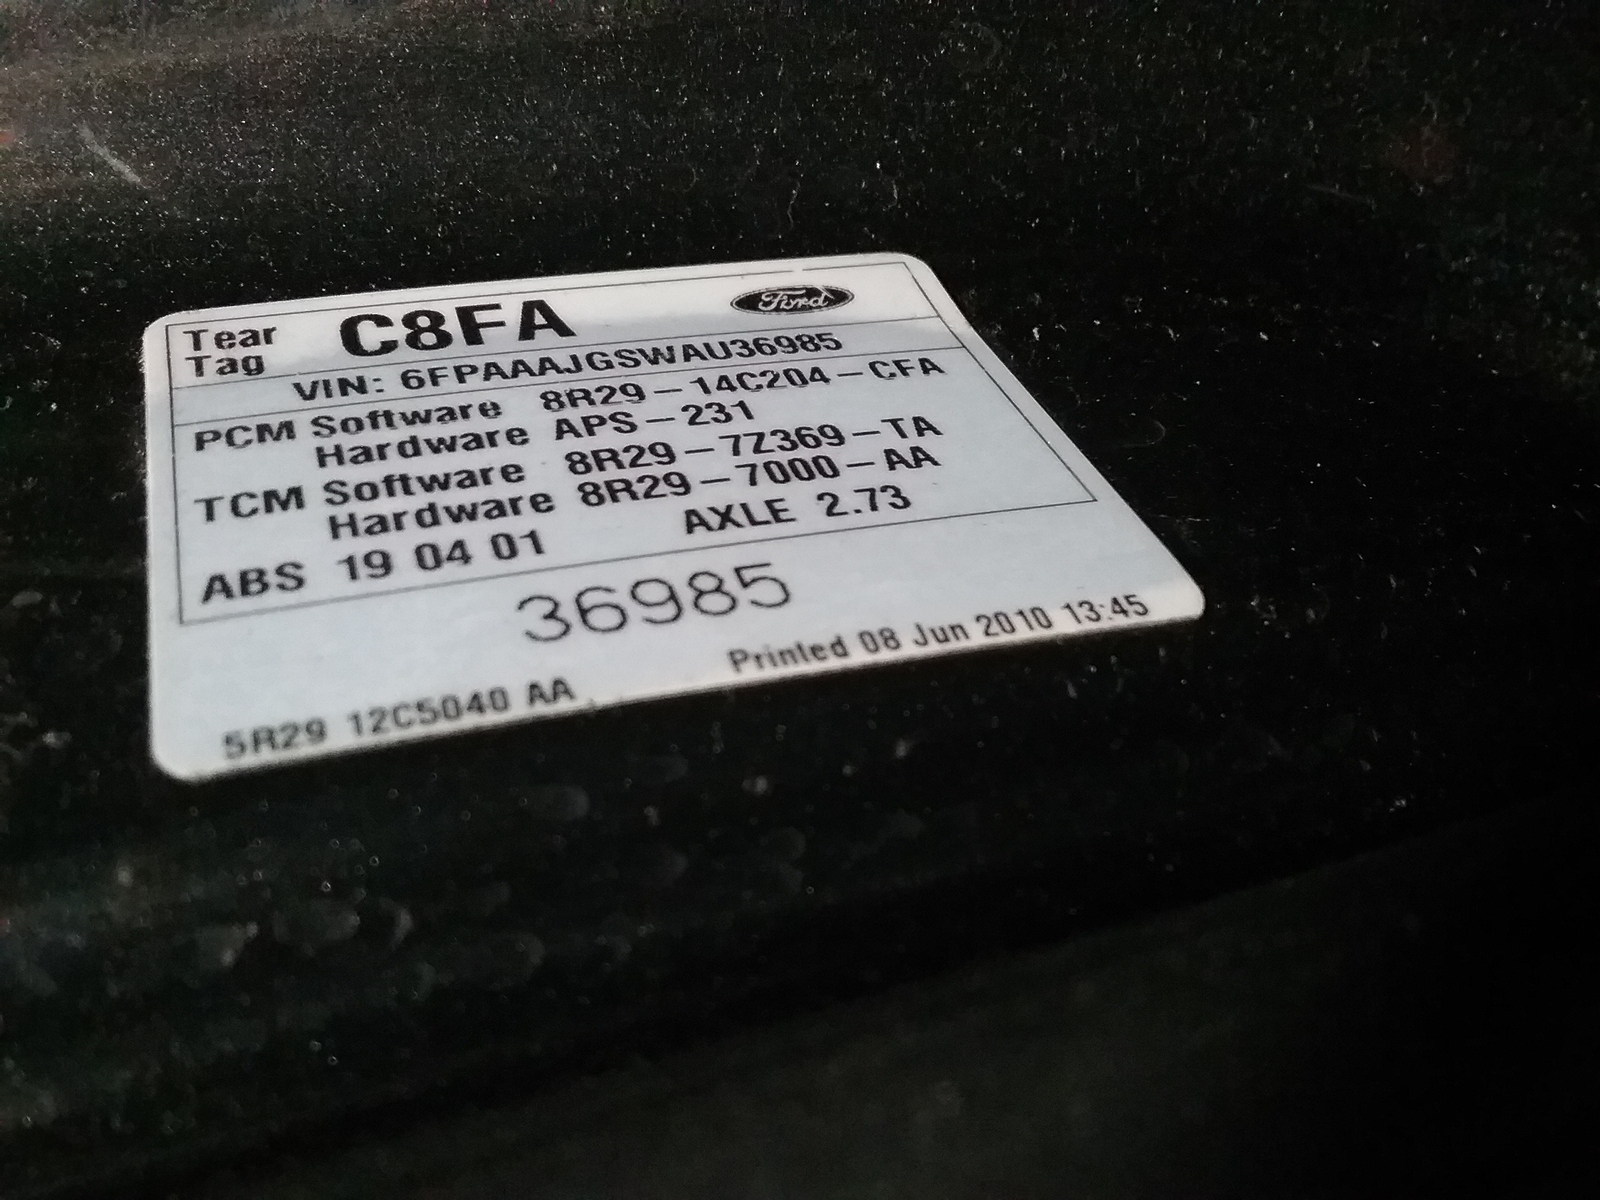 Tear Tag C8FA Ford
VIN: 6FPAAAJGSWAU36985
PCM Software 8R29-14C204-CFA
Hardware APS-231
TCM Software 8R29-7Z369-TA
Hardware 8R29-7000-AA
ABS 19 04 01 AXLE 2.73
36985
Printed 08 Jun 2010 13:45
5R29 12C5040 AA